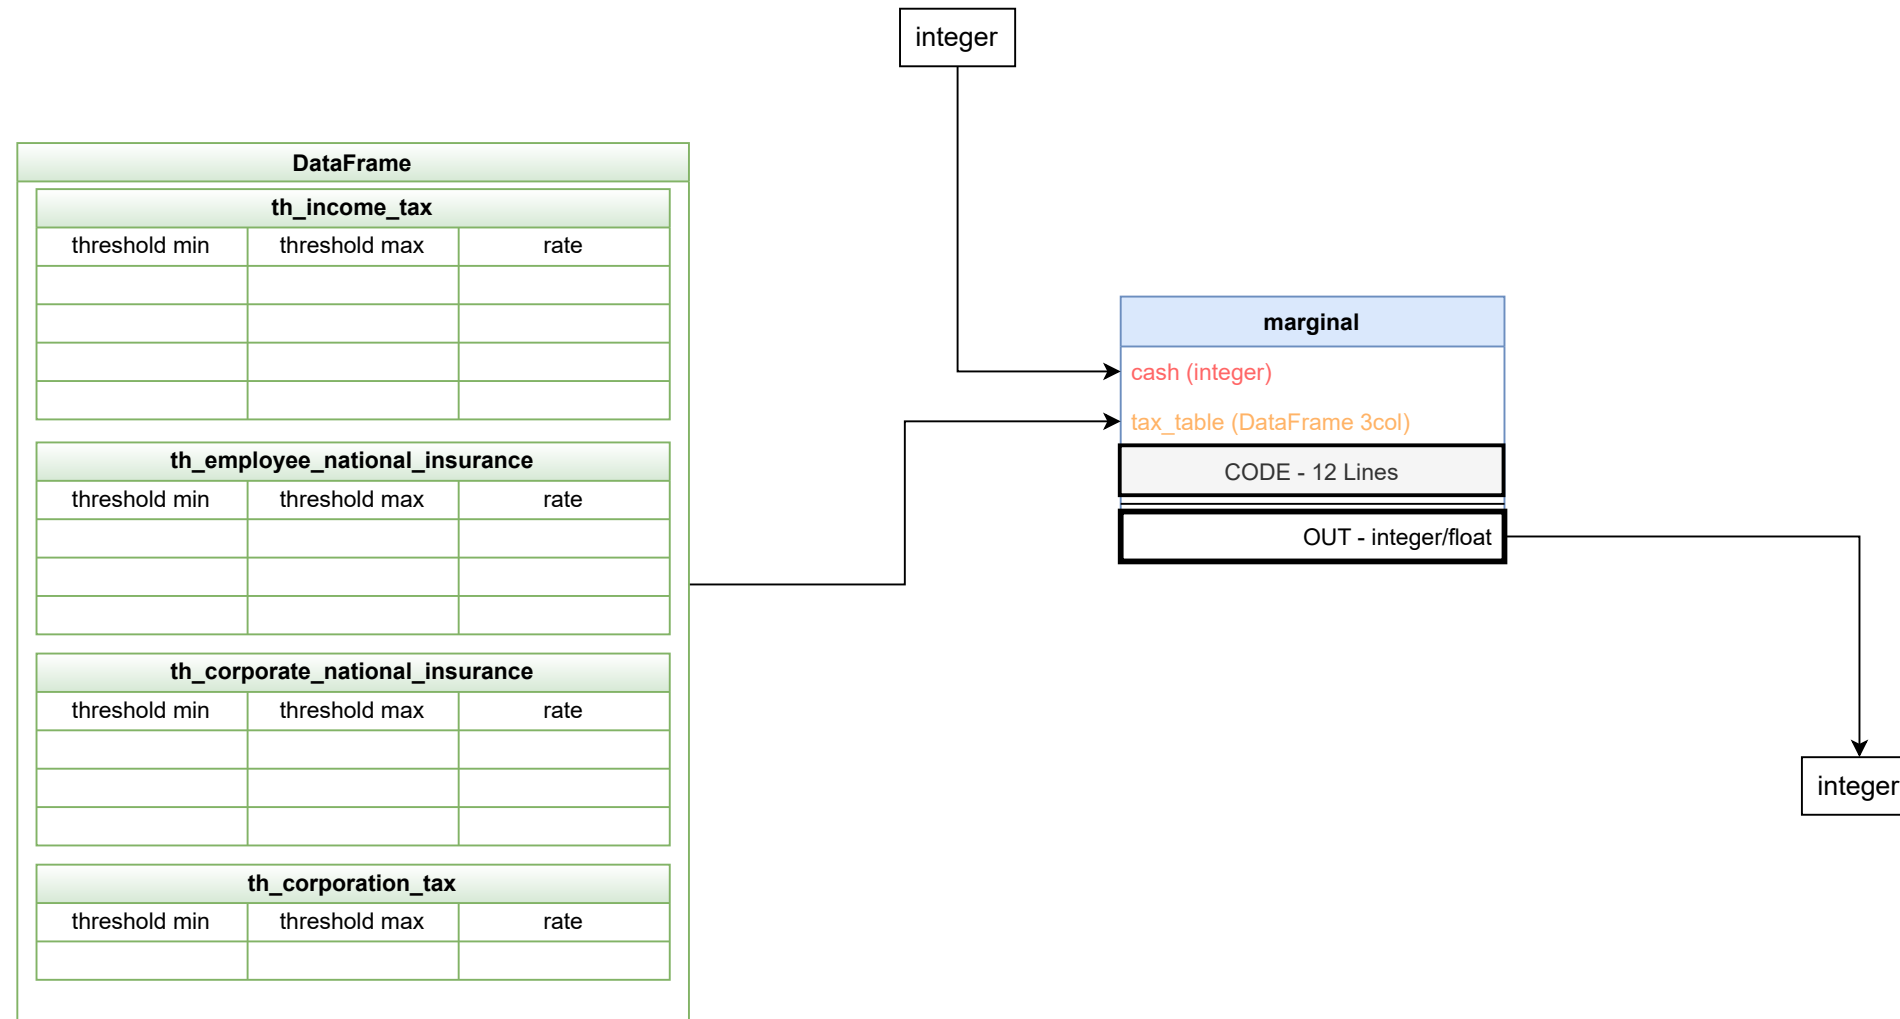 integer
DataFrame
th_income_tax
threshold min threshold max rate
th_employee_national_insurance
threshold min threshold max rate
th_corporate_national_insurance
threshold min threshold max rate
th_corporation_tax
threshold min threshold max rate
marginal
cash (integer)
tax_table (DataFrame 3col)
CODE - 12 Lines
OUT - integer/float
integer